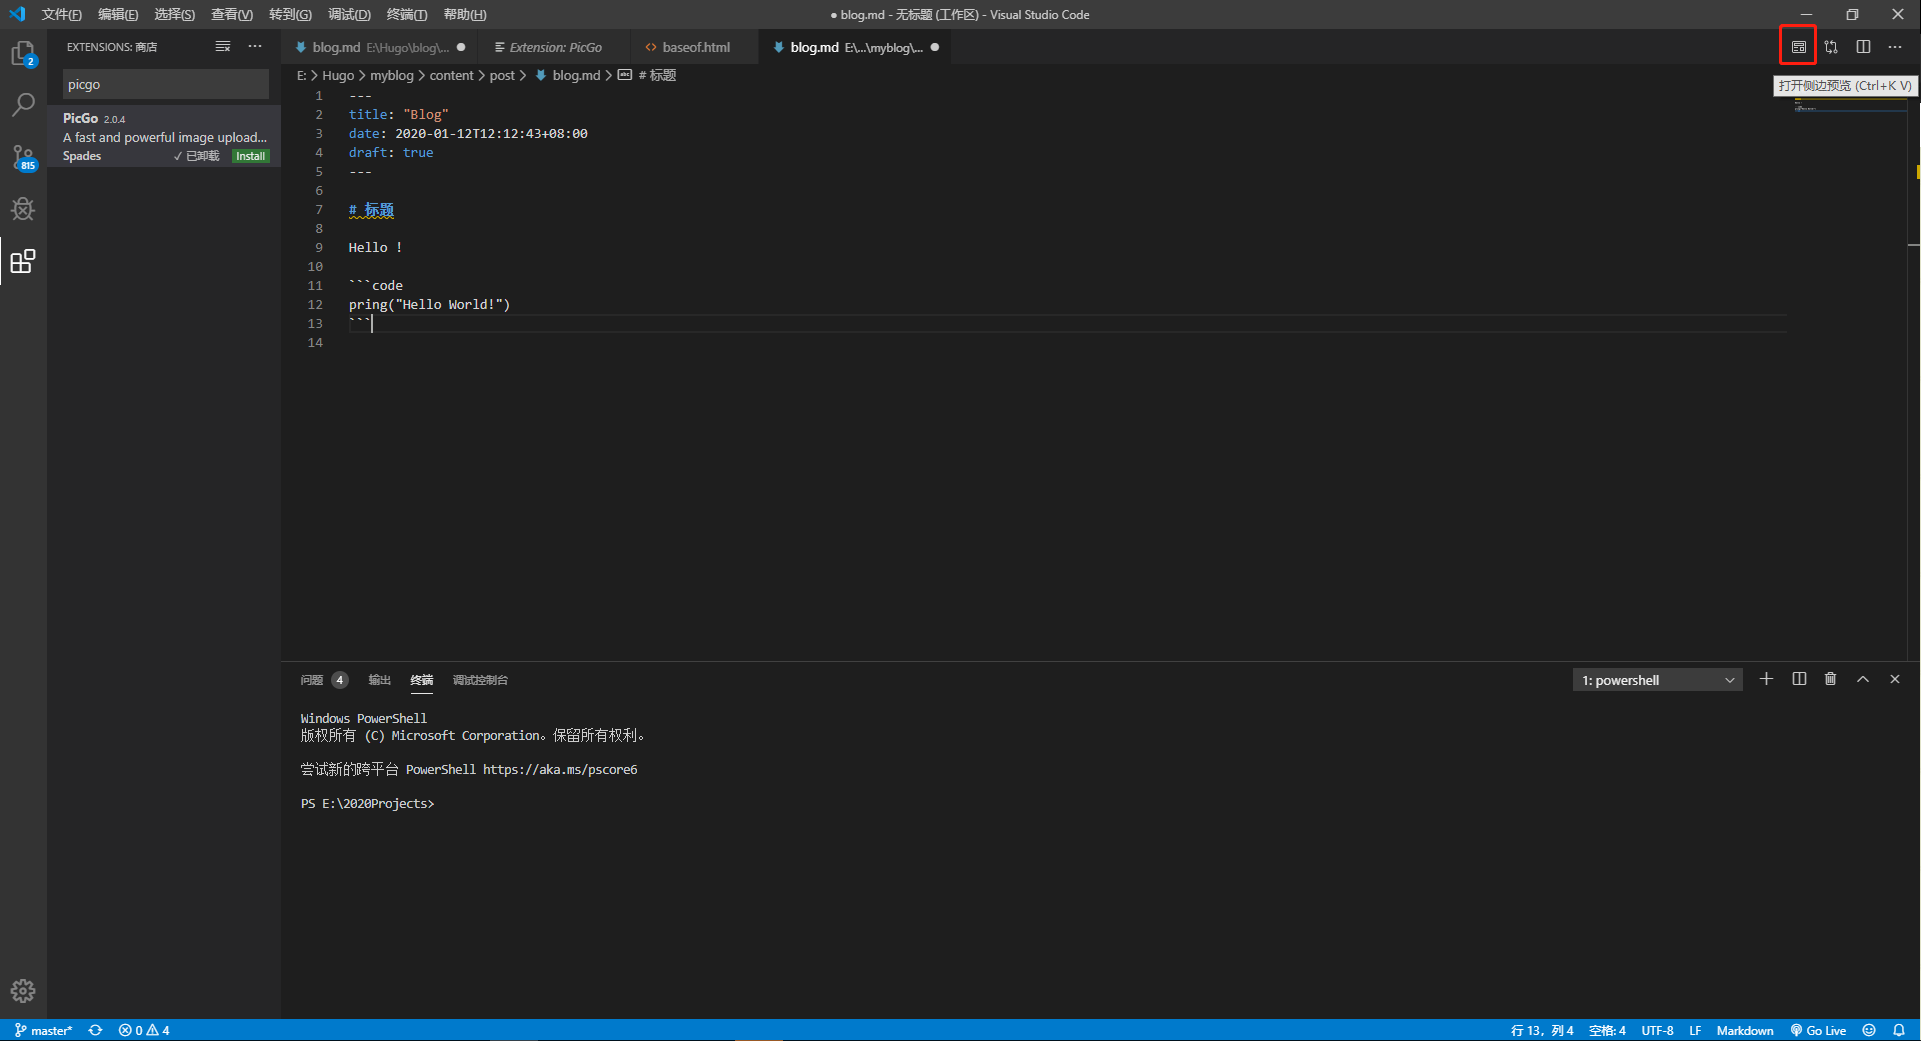 文件(F) 编辑(E) 选择(S) 查看(V) 转到(G) 调试(D) 终端(T) 帮助(H)
● blog.md - 无标题 (工作区) - Visual Studio Code
EXTENSIONS: 商店
picgo
PicGo 2.0.4
A fast and powerful image upload...
Spades ✓ 已卸载 Install
2
815
blog.md E:\Hugo\blog\... ●
Extension: PicGo
baseof.html
blog.md E:\...\myblog\... ●
打开侧边预览 (Ctrl+K V)
E: > Hugo > myblog > content > post > blog.md > # 标题
1 ---
2 title: "Blog"
3 date: 2020-01-12T12:12:43+08:00
4 draft: true
5 ---
6
7 # 标题
8
9 Hello !
10
11 ```code
12 pring("Hello World!")
13 ```
14
问题 4 输出 终端 调试控制台
1: powershell
Windows PowerShell
版权所有 (C) Microsoft Corporation。保留所有权利。
尝试新的跨平台 PowerShell https://aka.ms/pscore6
PS E:\2020Projects>
master* 0 4
行 13, 列 4 空格: 4 UTF-8 LF Markdown Go Live